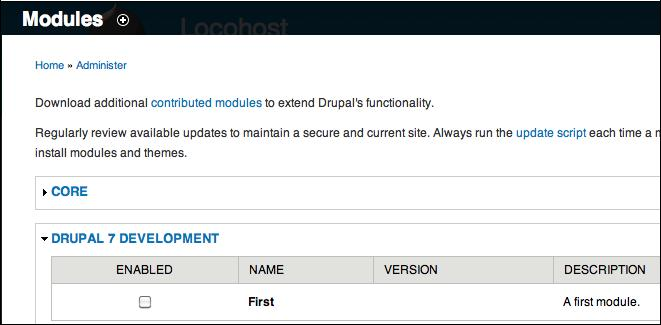 Modules
Locohost
Home » Administer
Download additional contributed modules to extend Drupal's functionality.
Regularly review available updates to maintain a secure and current site. Always run the update script each time a
install modules and themes.
CORE
DRUPAL 7 DEVELOPMENT
ENABLED NAME VERSION DESCRIPTION
First A first module.